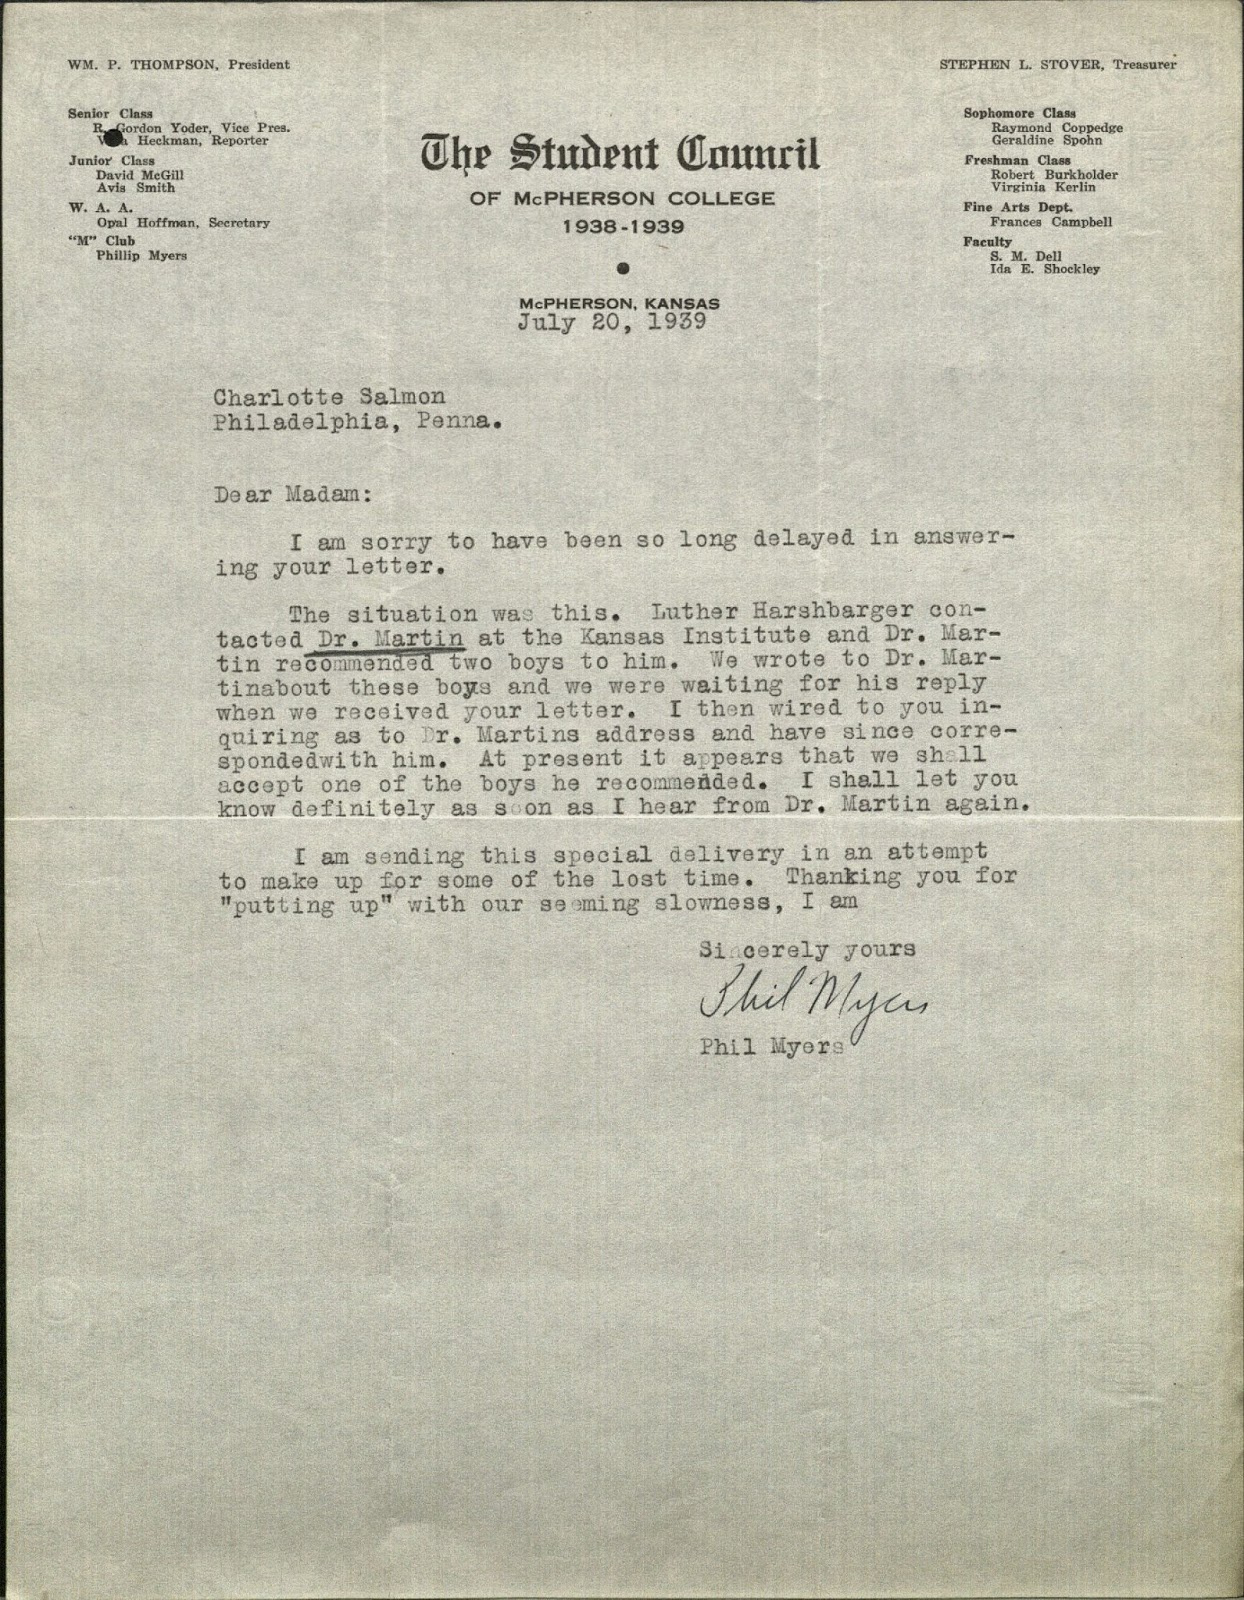 WM. P. THOMPSON, President
Senior Class
R. Gordon Yoder, Vice Pres.
Heckman, Reporter
Junior Class
David McGill
Avis Smith
W. A. A.
Opal Hoffman, Secretary
"M" Club
Phillip Myers
The Student Council
OF McPHERSON COLLEGE
1938-1939
McPHERSON, KANSAS
STEPHEN L. STOVER, Treasurer
Sophomore Class
Raymond Coppedge
Geraldine Spohn
Freshman Class
Robert Burkholder
Virginia Kerlin
Fine Arts Dept.
Frances Campbell
Faculty
S. M. Dell
Ida E. Shockley
July 20, 1939
Charlotte Salmon
Philadelphia, Penna.
Dear Madam:
I am sorry to have been so long delayed in answer-
ing your letter.
The situation was this. Luther Harshbarger con-
tacted Dr. Martin at the Kansas Institute and Dr. Mar-
tin recommended two boys to him. We wrote to Dr. Mar-
tinabout these boys and we were waiting for his reply
when we received your letter. I then wired to you in-
quiring as to Dr. Martins address and have since corre-
spondedwith him. At present it appears that we shall
accept one of the boys he recommended. I shall let you
know definitely as soon as I hear from Dr. Martin again.
I am sending this special delivery in an attempt
to make up for some of the lost time. Thanking you for
"putting up" with our seeming slowness, I am
Sincerely yours
Phil Myers
Phil Myers